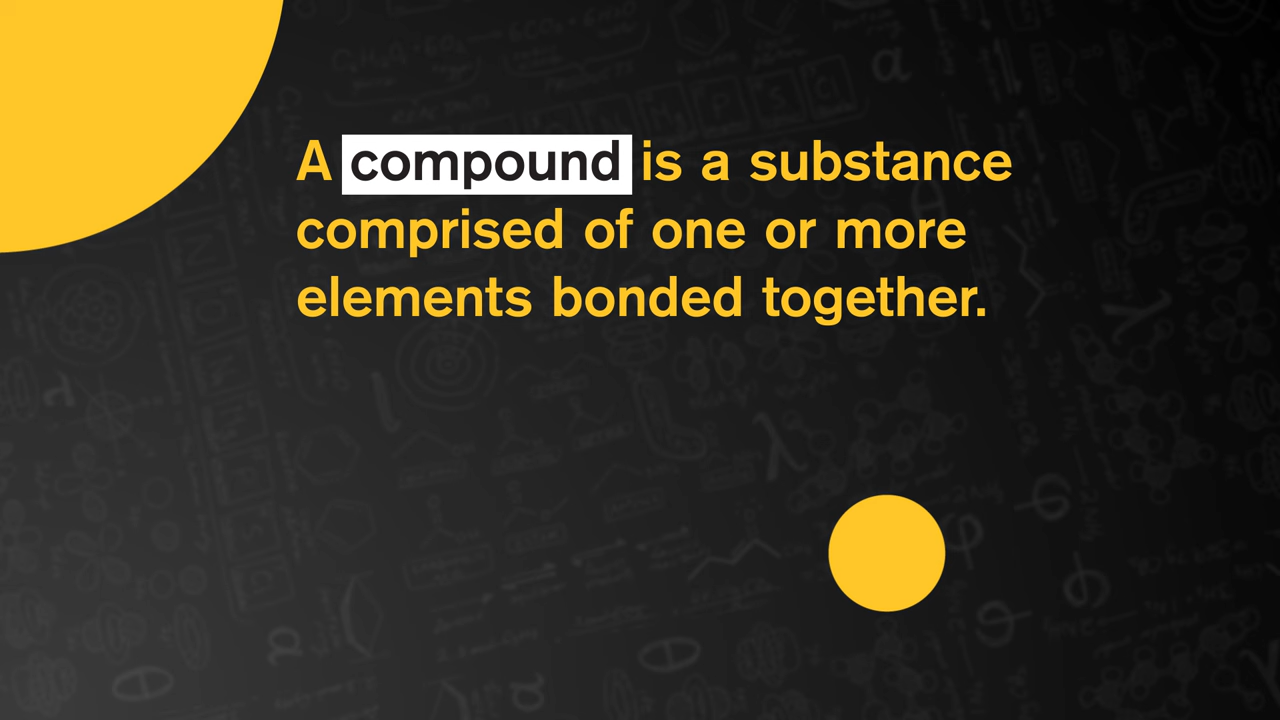 A compound is a substance
comprised of one or more
elements bonded together.